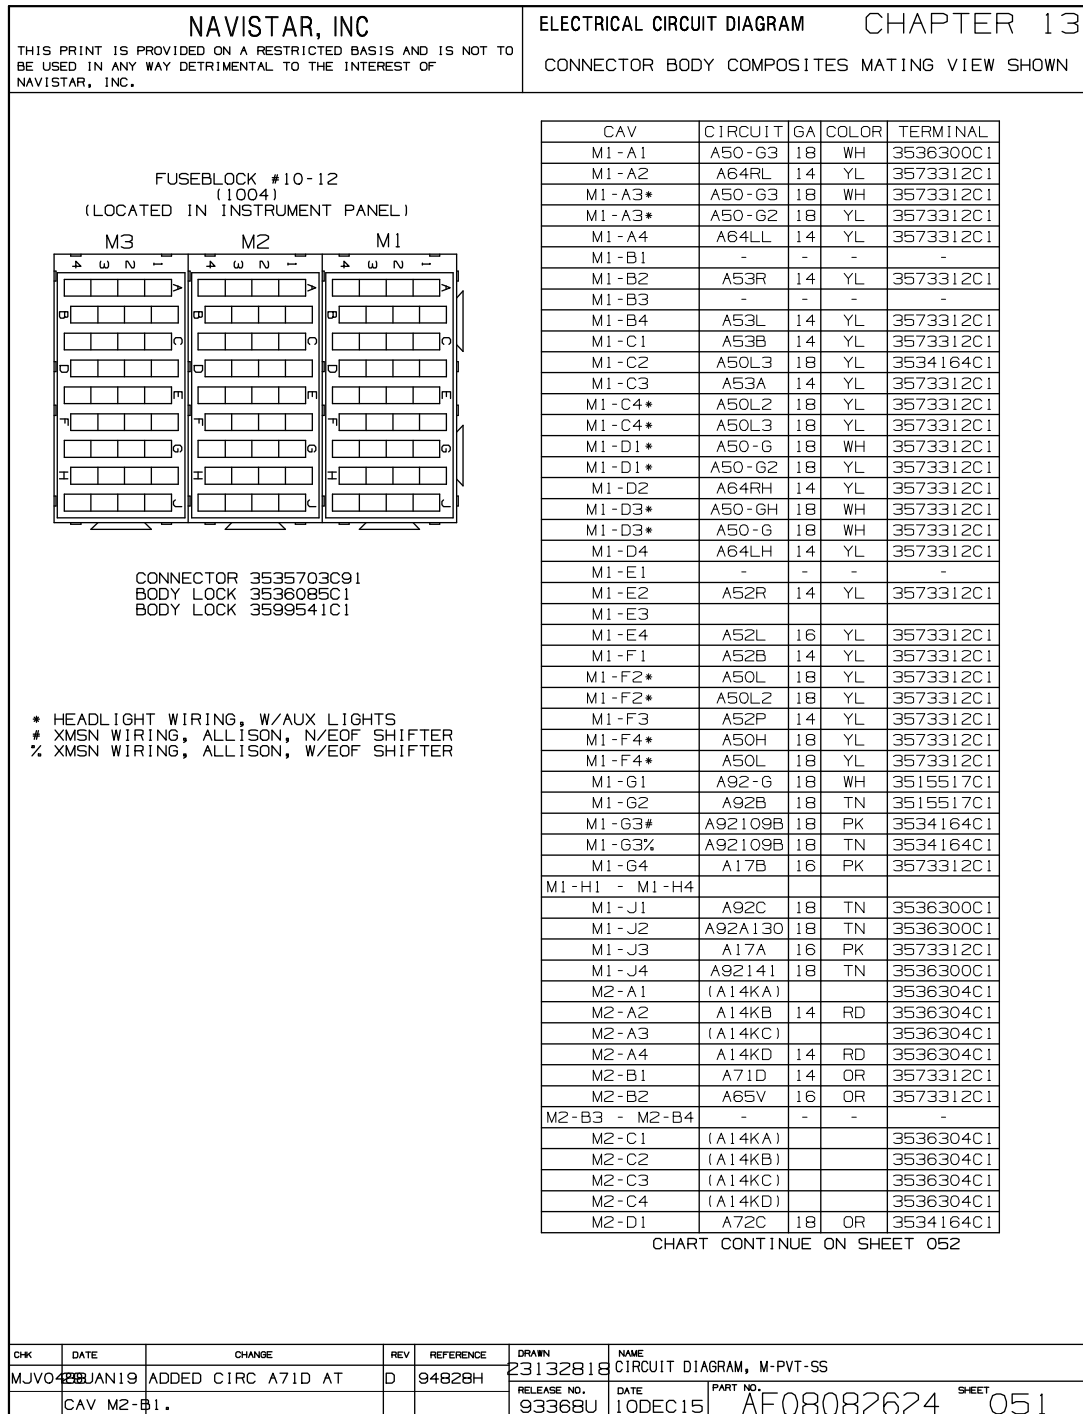 NAVISTAR, INC
THIS PRINT IS PROVIDED ON A RESTRICTED BASIS AND IS NOT TO
BE USED IN ANY WAY DETRIMENTAL TO THE INTEREST OF
NAVISTAR, INC.
ELECTRICAL CIRCUIT DIAGRAM CHAPTER 13
CONNECTOR BODY COMPOSITES MATING VIEW SHOWN
FUSEBLOCK #10-12
(1004)
(LOCATED IN INSTRUMENT PANEL)
M3 M2 M1
4 3 2 1 4 3 2 1 4 3 2 1
A A A
B B B
C C C
D D D
E E E
F F F
G G G
H H H
J J J
CONNECTOR 3535703C91
BODY LOCK 3536085C1
BODY LOCK 3599541C1
* HEADLIGHT WIRING, W/AUX LIGHTS
# XMSN WIRING, ALLISON, N/EOF SHIFTER
% XMSN WIRING, ALLISON, W/EOF SHIFTER
CAV CIRCUIT GA COLOR TERMINAL
M1-A1 A50-G3 18 WH 3536300C1
M1-A2 A64RL 14 YL 3573312C1
M1-A3* A50-G3 18 WH 3573312C1
M1-A3* A50-G2 18 YL 3573312C1
M1-A4 A64LL 14 YL 3573312C1
M1-B1 - - - -
M1-B2 A53R 14 YL 3573312C1
M1-B3 - - - -
M1-B4 A53L 14 YL 3573312C1
M1-C1 A53B 14 YL 3573312C1
M1-C2 A50L3 18 YL 3534164C1
M1-C3 A53A 14 YL 3573312C1
M1-C4* A50L2 18 YL 3573312C1
M1-C4* A50L3 18 YL 3573312C1
M1-D1* A50-G 18 WH 3573312C1
M1-D1* A50-G2 18 YL 3573312C1
M1-D2 A64RH 14 YL 3573312C1
M1-D3* A50-GH 18 WH 3573312C1
M1-D3* A50-G 18 WH 3573312C1
M1-D4 A64LH 14 YL 3573312C1
M1-E1 - - - -
M1-E2 A52R 14 YL 3573312C1
M1-E3
M1-E4 A52L 16 YL 3573312C1
M1-F1 A52B 14 YL 3573312C1
M1-F2* A50L 18 YL 3573312C1
M1-F2* A50L2 18 YL 3573312C1
M1-F3 A52P 14 YL 3573312C1
M1-F4* A50H 18 YL 3573312C1
M1-F4* A50L 18 YL 3573312C1
M1-G1 A92-G 18 WH 3515517C1
M1-G2 A92B 18 TN 3515517C1
M1-G3# A92109B 18 PK 3534164C1
M1-G3% A92109B 18 TN 3534164C1
M1-G4 A17B 16 PK 3573312C1
M1-H1 - M1-H4
M1-J1 A92C 18 TN 3536300C1
M1-J2 A92A130 18 TN 3536300C1
M1-J3 A17A 16 PK 3573312C1
M1-J4 A92141 18 TN 3536300C1
M2-A1 (A14KA) 3536304C1
M2-A2 A14KB 14 RD 3536304C1
M2-A3 (A14KC) 3536304C1
M2-A4 A14KD 14 RD 3536304C1
M2-B1 A71D 14 OR 3573312C1
M2-B2 A65V 16 OR 3573312C1
M2-B3 - M2-B4 - - - -
M2-C1 (A14KA) 3536304C1
M2-C2 (A14KB) 3536304C1
M2-C3 (A14KC) 3536304C1
M2-C4 (A14KD) 3536304C1
M2-D1 A72C 18 OR 3534164C1
CHART CONTINUE ON SHEET 052
CHK DATE CHANGE REV REFERENCE DRAWN NAME
ADDED CIRC A71D AT D 94828H 23132818 CIRCUIT DIAGRAM, M-PVT-SS
CAV M2-B1.
RELEASE NO. DATE PART NO. SHEET
93368U 10DEC15 AF08082624 051